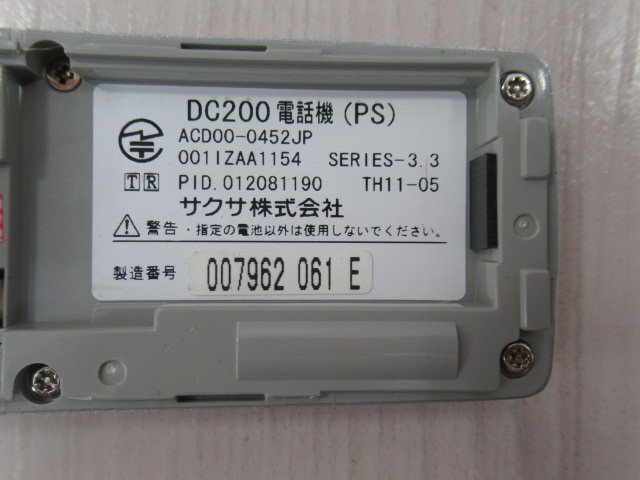 DC200 電話機 (PS)
ACD00-0452JP
001IZAA1154 SERIES-3.3
T R PID.012081190 TH11-05
サクサ株式会社
警告・指定の電池以外は使用しないでください。
製造番号 007962 061 E